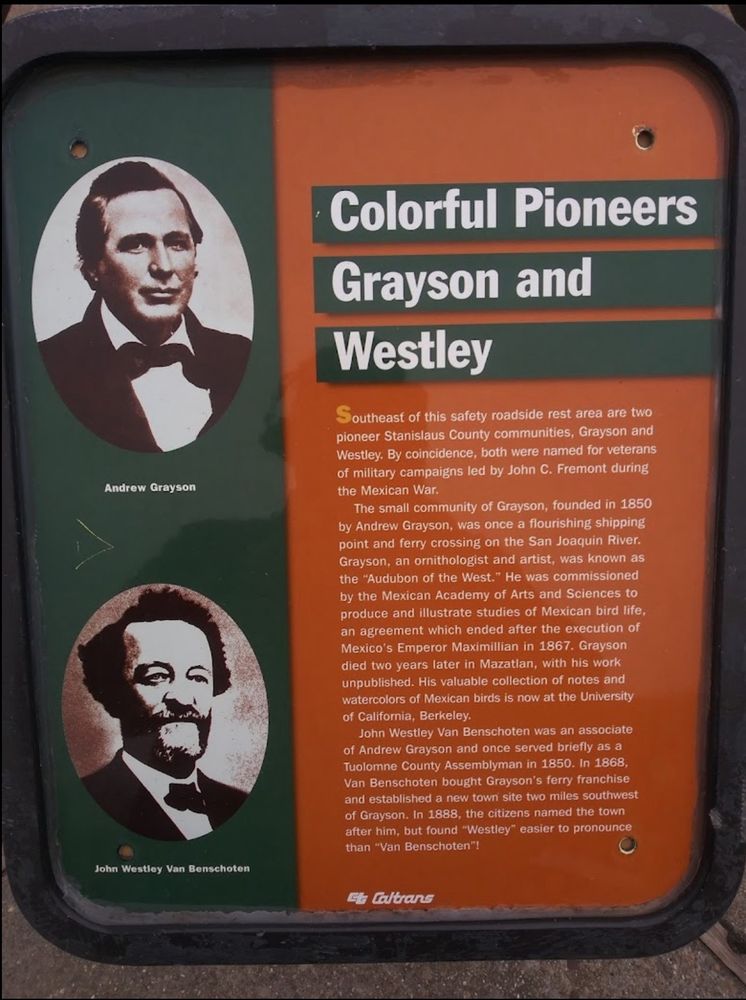 Colorful Pioneers
Grayson and
Westley
Southeast of this safety roadside rest area are two
pioneer Stanislaus County communities, Grayson and
Westley. By coincidence, both were named for veterans
of military campaigns led by John C. Fremont during
the Mexican War.
The small community of Grayson, founded in 1850
by Andrew Grayson, was once a flourishing shipping
point and ferry crossing on the San Joaquin River.
Grayson, an ornithologist and artist, was known as
the “Audubon of the West.” He was commissioned
by the Mexican Academy of Arts and Sciences to
produce and illustrate studies of Mexican bird life,
an agreement which ended after the execution of
Mexico's Emperor Maximillian in 1867. Grayson
died two years later in Mazatlan, with his work
unpublished. His valuable collection of notes and
watercolors of Mexican birds is now at the University
of California, Berkeley.
John Westley Van Benschoten was an associate
of Andrew Grayson and once served briefly as a
Tuolomne County Assemblyman in 1850. In 1868,
Van Benschoten bought Grayson's ferry franchise
and established a new town site two miles southwest
of Grayson. In 1888, the citizens named the town
after him, but found “Westley” easier to pronounce
than “Van Benschoten”!
Andrew Grayson
John Westley Van Benschoten
Caltrans